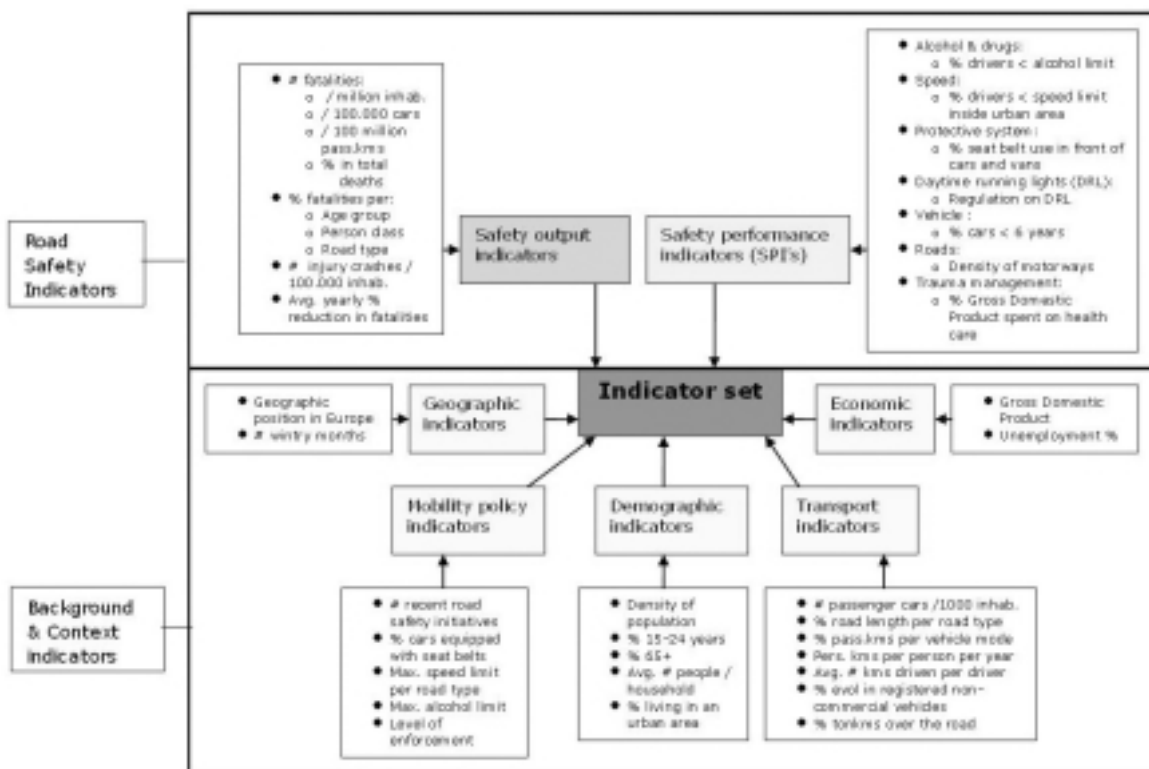 ● # fatalities:
o / million inhab.
o / 100.000 cars
o / 100 million
pass.kms
o % in total
deaths
● % fatalities per:
o Age group
o Person class
o Road type
● # injury crashes /
100.000 inhab.
● Avg. yearly %
reduction in fatalities
Safety output
indicators
Safety performance
indicators (SPI's)
● Alcohol & drugs:
o % drivers < alcohol limit
● Speed:
o % drivers < speed limit
inside urban area
● Protective system:
o % seat belt use in front of
cars and vans
● Daytime running lights (DRL):
o Regulation on DRL
● Vehicle :
o % cars < 6 years
● Roads:
o Density of motorways
● Trauma management:
o % Gross Domestic
Product spent on health
care
Road
Safety
Indicators
Indicator set
● Geographic
position in Europe
● # wintry months
Geographic
indicators
Economic
indicators
● Gross Domestic
Product
● Unemployment %
Mobility policy
indicators
Demographic
indicators
Transport
indicators
Background
& Context
indicators
● # recent road
safety initiatives
● % cars equipped
with seat belts
● Max. speed limit
per road type
● Max. alcohol limit
● Level of
enforcement
● Density of
population
● % 15-24 years
● % 65+
● Avg. # people /
household
● % living in an
urban area
● # passenger cars /1000 inhab.
● % road length per road type
● % pass.kms per vehicle mode
● Pers. kms per person per year
● Avg. # kms driven per driver
● % evol in registered non-
commercial vehicles
● % tonkms over the road